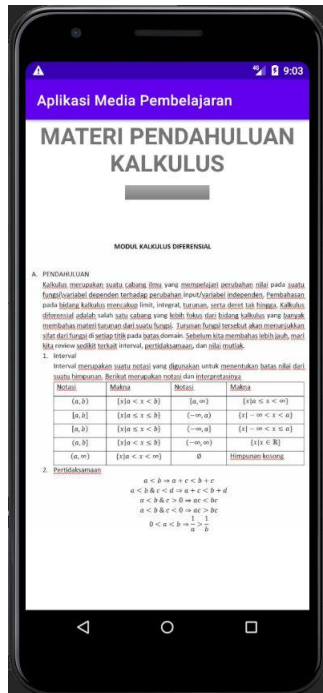 9:03
Aplikasi Media Pembelajaran
MATERI PENDAHULUAN
KALKULUS
MODUL KALKULUS DIFERENSIAL
A. PENDAHULUAN
Kalkulus merupakan suatu cabang ilmu yang mempelajari perubahan nilai pada suatu
fungsi/variabel dependen terhadap perubahan input/variabel independen. Pembahasan
pada bidang kalkulus mencakup limit, integral, turunan, serta deret tak hingga. Kalkulus
diferensial adalah salah satu cabang yang lebih fokus dari bidang kalkulus yang banyak
membahas materi turunan dari suatu fungsi. Turunan fungsi tersebut akan menunjukkan
sifat dari fungsi di setiap titik pada batas domain. Sebelum kita membahas lebih jauh, mari
kita review sedikit terkait interval, pertidaksamaan, dan nilai mutlak.
1. Interval
Interval merupakan suatu notasi yang digunakan untuk menentukan batas nilai dari
suatu himpunan. Berikut merupakan notasi dan interpretasinya
Notasi Makna Notasi Makna
(a, b) {x|a < x < b} [a, ∞) {x|a ≤ x < ∞}
[a, b] {x|a ≤ x ≤ b} (−∞, a) {x| − ∞ < x < a}
[a, b) {x|a ≤ x < b} (−∞, a] {x| − ∞ < x ≤ a}
(a, b] {x|a < x ≤ b} (−∞, ∞) {x|x ∈ ℝ}
(a, ∞) {x|a < x < ∞} ∅ Himpunan kosong
2. Pertidaksamaan
a < b ⇒ a + c < b + c
a < b & c < d ⇒ a + c < b + d
a < b & c > 0 ⇒ ac < bc
a < b & c < 0 ⇒ ac > bc
0 < a < b ⇒ 1/a > 1/b